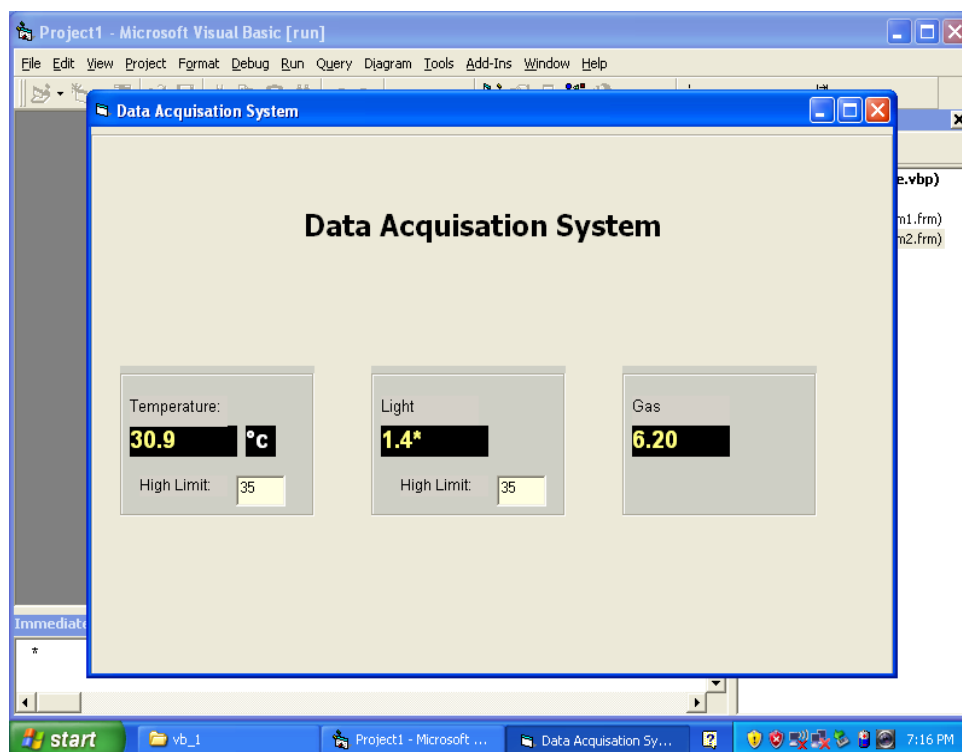 Project1 - Microsoft Visual Basic [run]
File Edit View Project Format Debug Run Query Diagram Tools Add-Ins Window Help
Data Acquisation System
e.vbp)
m1.frm)
m2.frm)
Data Acquisation System
Temperature:
30.9 °c
High Limit: 35
Light
1.4*
High Limit: 35
Gas
6.20
Immediate
*
start vb_1 Project1 - Microsoft ... Data Acquisation Sy... 7:16 PM